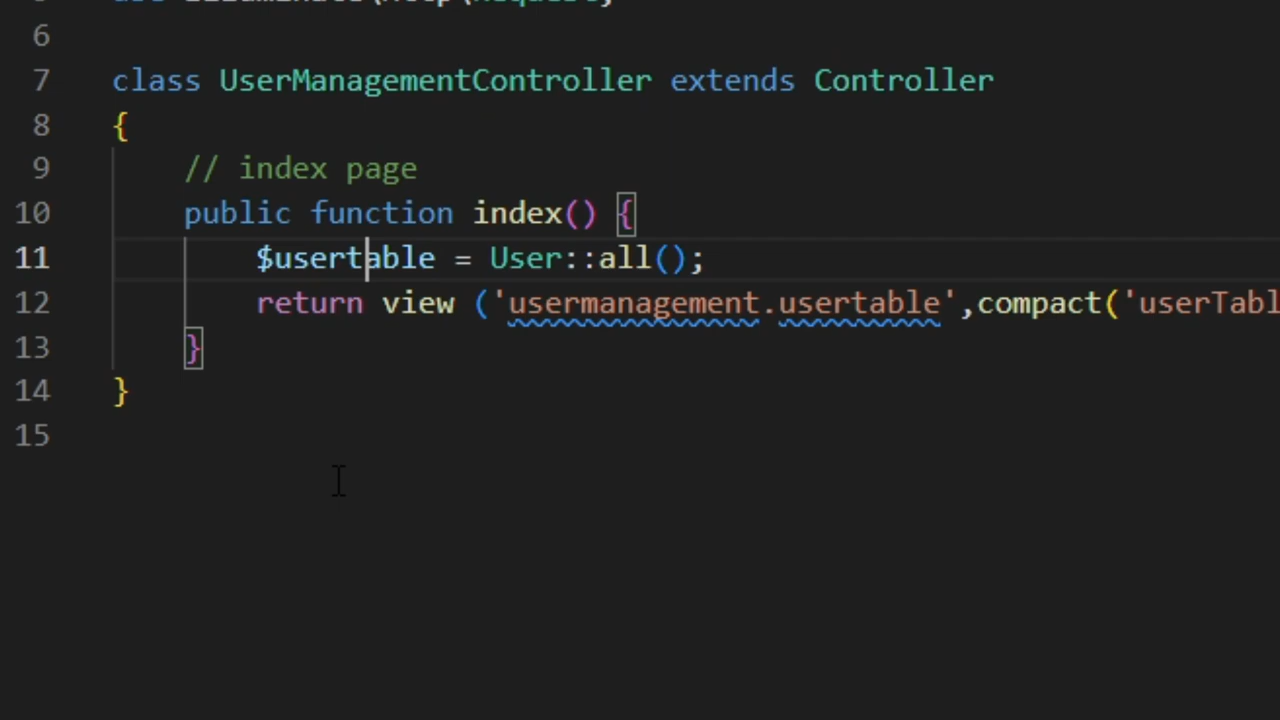 6
7 class UserManagementController extends Controller
8 {
9 // index page
10 public function index() {
11 $usertable = User::all();
12 return view ('usermanagement.usertable',compact('userTabl
13 }
14 }
15